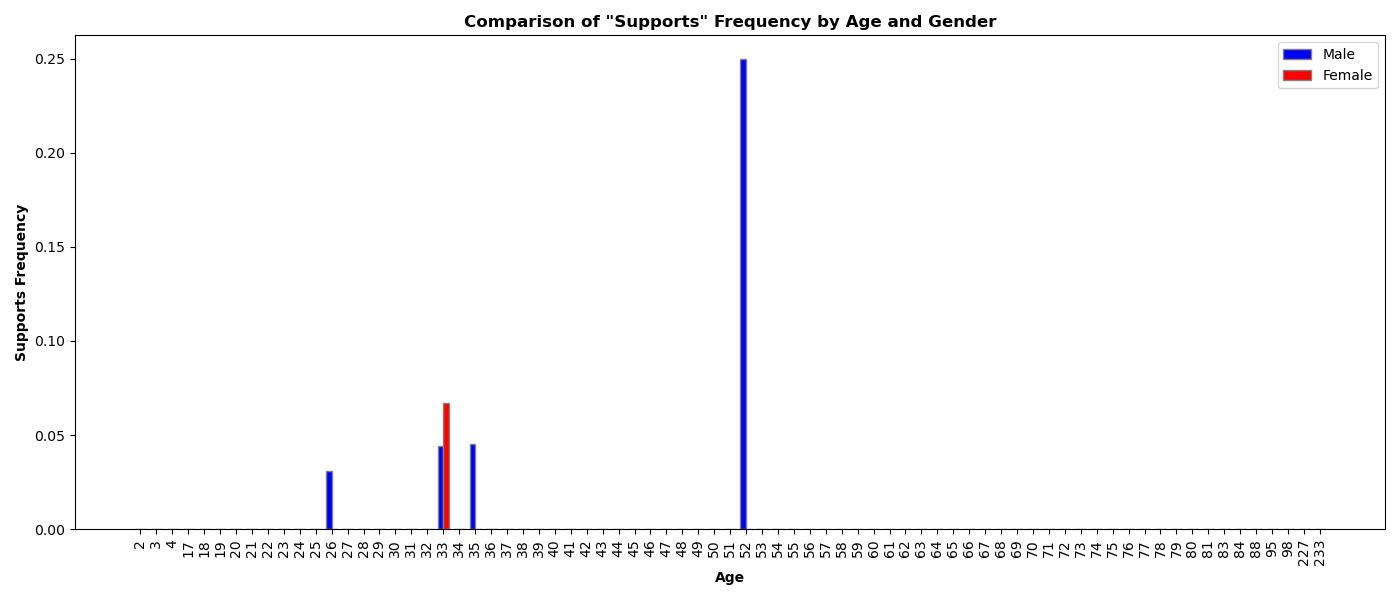 Comparison of "Supports" Frequency by Age and Gender
Male
Female
0.25
0.20
0.15
0.10
0.05
0.00
Supports Frequency
2 3 4 17 18 19 20 21 22 23 24 25 26 27 28 29 30 31 32 33 34 35 36 37 38 39 40 41 42 43 44 45 46 47 48 49 50 51 52 53 54 55 56 57 58 59 60 61 62 63 64 65 66 67 68 69 70 71 72 73 74 75 76 77 78 79 80 81 83 84 88 95 98 227 233
Age